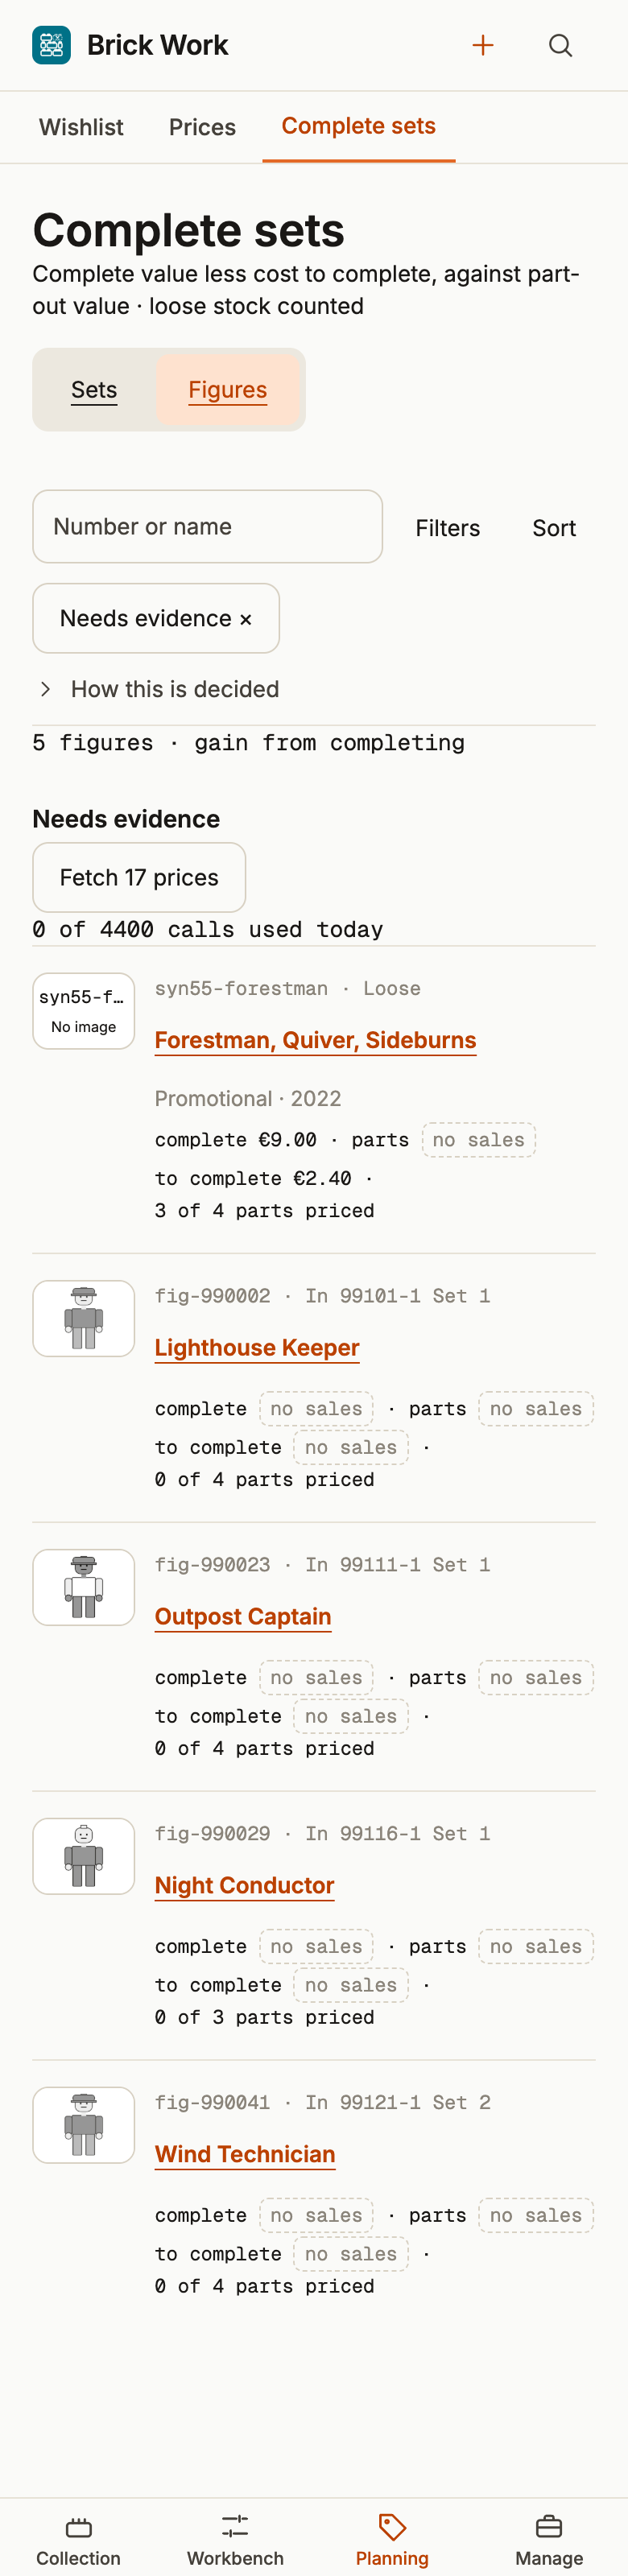 Brick Work
Wishlist Prices Complete sets
Complete sets
Complete value less cost to complete, against part-
out value · loose stock counted
Sets Figures
Number or name Filters Sort
Needs evidence ×
How this is decided
5 figures · gain from completing
Needs evidence
Fetch 17 prices
0 of 4400 calls used today
syn55-f…
No image
syn55-forestman · Loose
Forestman, Quiver, Sideburns
Promotional · 2022
complete €9.00 · parts no sales
to complete €2.40 ·
3 of 4 parts priced
fig-990002 · In 99101-1 Set 1
Lighthouse Keeper
complete no sales · parts no sales
to complete no sales ·
0 of 4 parts priced
fig-990023 · In 99111-1 Set 1
Outpost Captain
complete no sales · parts no sales
to complete no sales ·
0 of 4 parts priced
fig-990029 · In 99116-1 Set 1
Night Conductor
complete no sales · parts no sales
to complete no sales ·
0 of 3 parts priced
fig-990041 · In 99121-1 Set 2
Wind Technician
complete no sales · parts no sales
to complete no sales ·
0 of 4 parts priced
Collection Workbench Planning Manage